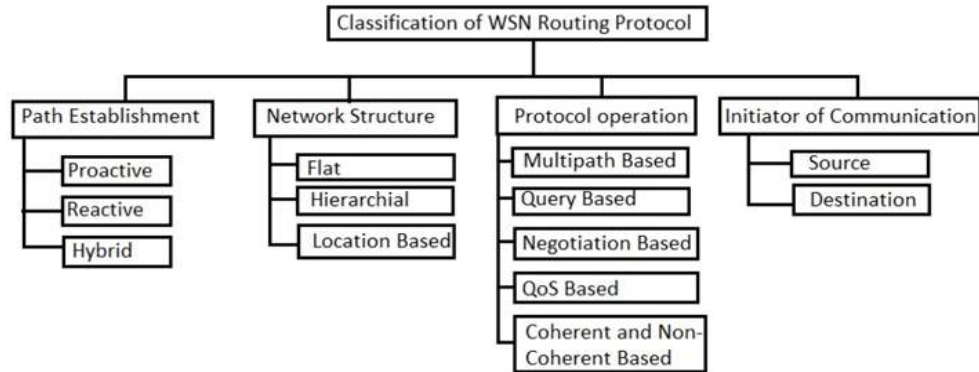 Classification of WSN Routing Protocol
Path Establishment
Proactive
Reactive
Hybrid
Network Structure
Flat
Hierarchial
Location Based
Protocol operation
Multipath Based
Query Based
Negotiation Based
QoS Based
Coherent and Non-
Coherent Based
Initiator of Communication
Source
Destination